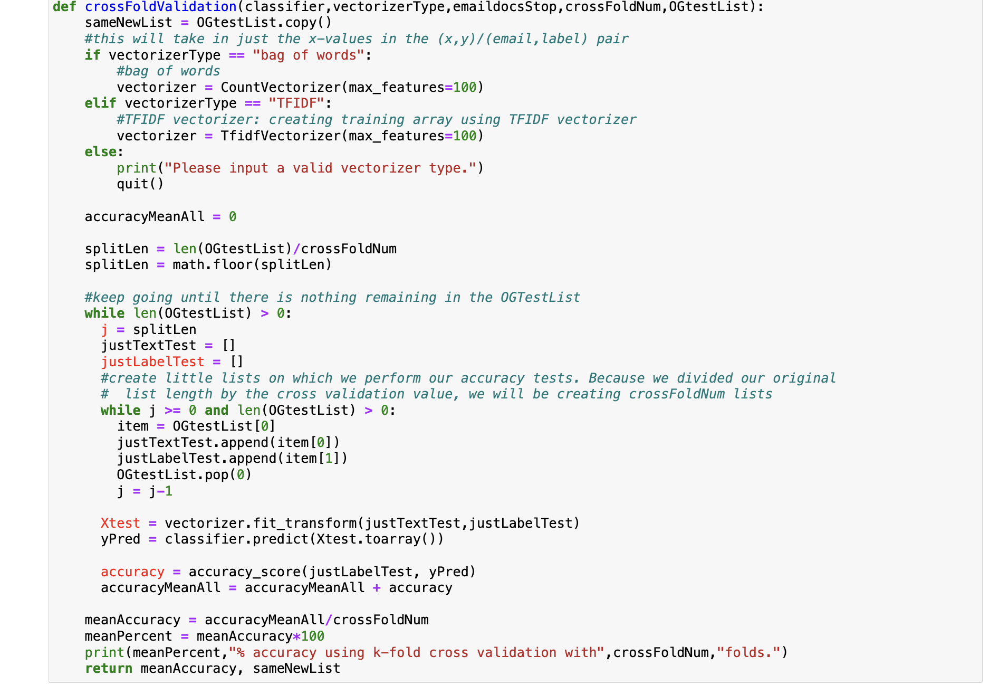 def crossFoldValidation(classifier,vectorizerType,emaildocsStop,crossFoldNum,OGtestList):
    sameNewList = OGtestList.copy()
    #this will take in just the x-values in the (x,y)/(email,label) pair
    if vectorizerType == "bag of words":
        #bag of words
        vectorizer = CountVectorizer(max_features=100)
    elif vectorizerType == "TFIDF":
        #TFIDF vectorizer: creating training array using TFIDF vectorizer
        vectorizer = TfidfVectorizer(max_features=100)
    else:
        print("Please input a valid vectorizer type.")
        quit()

    accuracyMeanAll = 0

    splitLen = len(OGtestList)/crossFoldNum
    splitLen = math.floor(splitLen)

    #keep going until there is nothing remaining in the OGTestList
    while len(OGtestList) > 0:
      j = splitLen
      justTextTest = []
      justLabelTest = []
      #create little lists on which we perform our accuracy tests. Because we divided our original
      #  list length by the cross validation value, we will be creating crossFoldNum lists
      while j >= 0 and len(OGtestList) > 0:
        item = OGtestList[0]
        justTextTest.append(item[0])
        justLabelTest.append(item[1])
        OGtestList.pop(0)
        j = j-1

      Xtest = vectorizer.fit_transform(justTextTest,justLabelTest)
      yPred = classifier.predict(Xtest.toarray())

      accuracy = accuracy_score(justLabelTest, yPred)
      accuracyMeanAll = accuracyMeanAll + accuracy

    meanAccuracy = accuracyMeanAll/crossFoldNum
    meanPercent = meanAccuracy*100
    print(meanPercent,"% accuracy using k-fold cross validation with",crossFoldNum,"folds.")
    return meanAccuracy, sameNewList